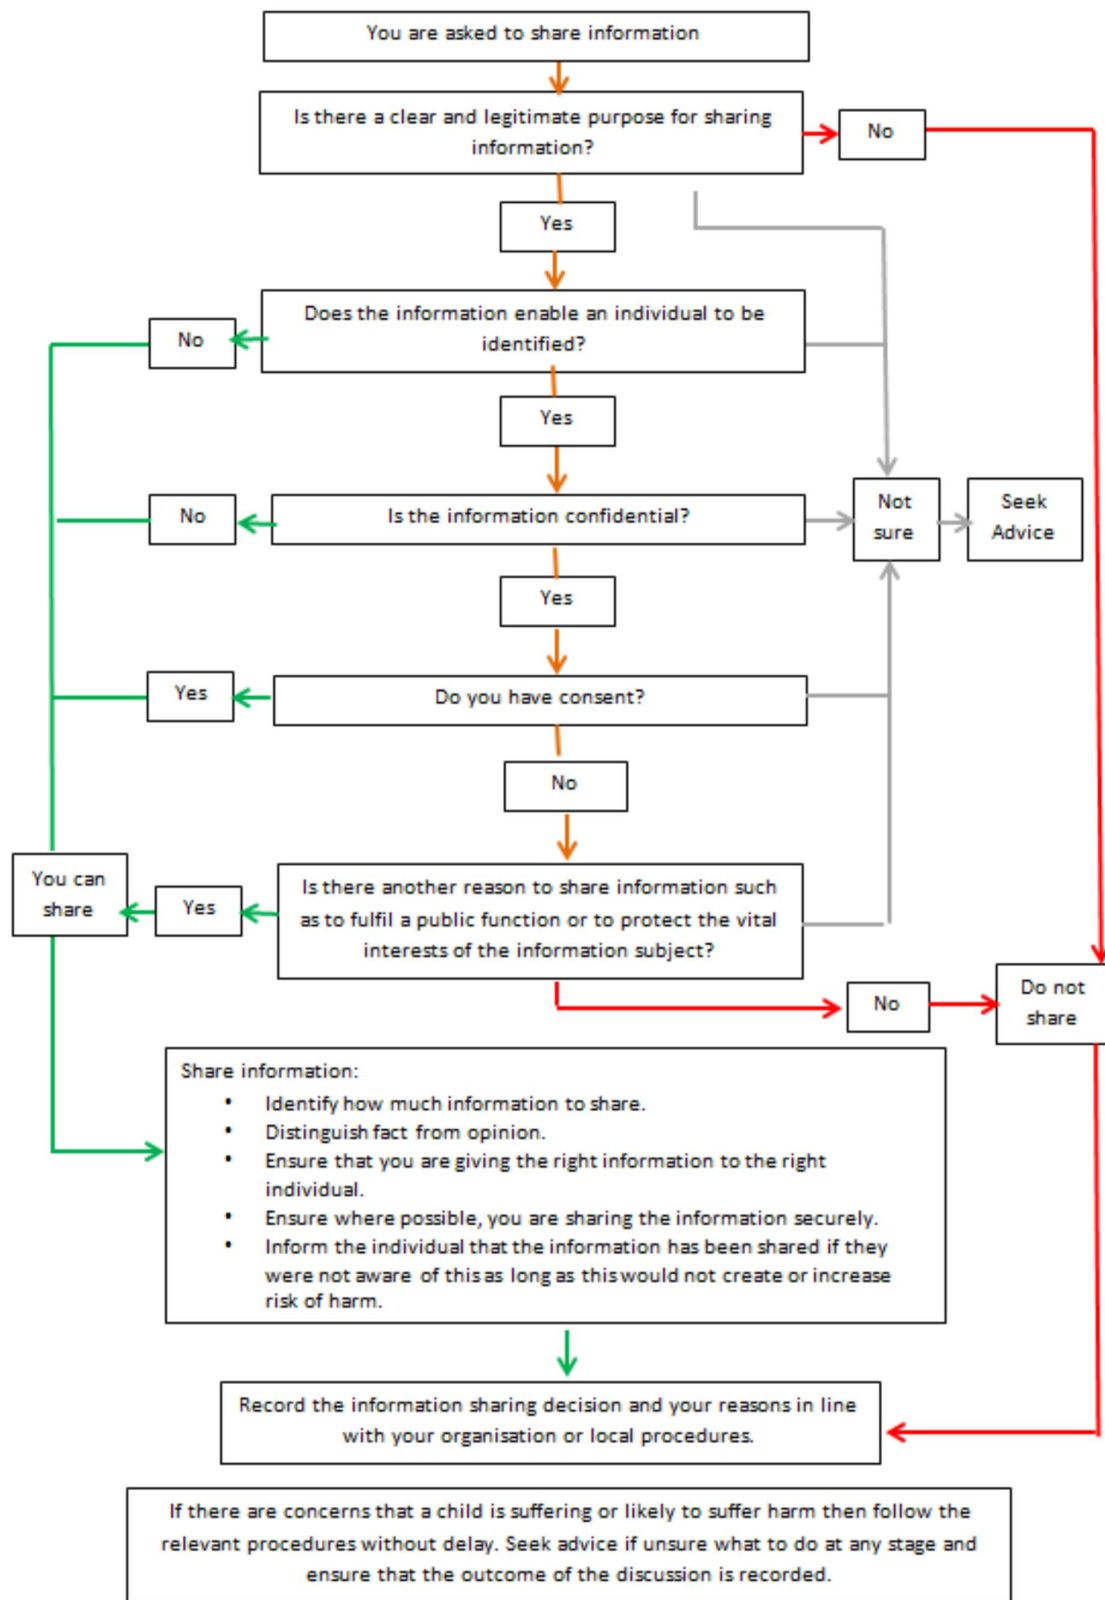 You are asked to share information
Is there a clear and legitimate purpose for sharing
information?
No
Yes
Does the information enable an individual to be
identified?
No
Yes
Is the information confidential?
No
Not
sure
Seek
Advice
Yes
Do you have consent?
Yes
No
Is there another reason to share information such
as to fulfil a public function or to protect the vital
interests of the information subject?
Yes
You can
share
No
Do not
share
Share information:
• Identify how much information to share.
• Distinguish fact from opinion.
• Ensure that you are giving the right information to the right
individual.
• Ensure where possible, you are sharing the information securely.
• Inform the individual that the information has been shared if they
were not aware of this as long as this would not create or increase
risk of harm.
Record the information sharing decision and your reasons in line
with your organisation or local procedures.
If there are concerns that a child is suffering or likely to suffer harm then follow the
relevant procedures without delay. Seek advice if unsure what to do at any stage and
ensure that the outcome of the discussion is recorded.